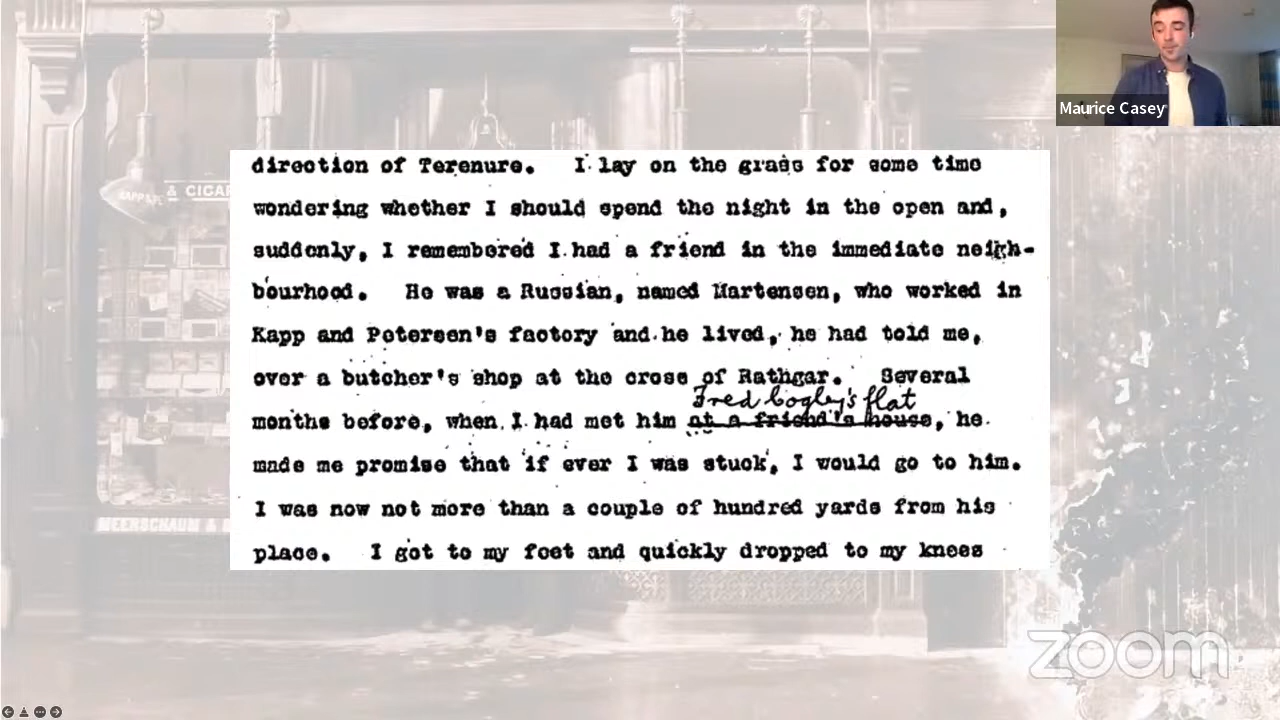 Maurice Casey
direction of Terenure. I lay on the grass for some time
wondering whether I should spend the night in the open and,
suddenly, I remembered I had a friend in the immediate neigh-
bourhood. He was a Russian, named Martensen, who worked in
Kapp and Petersen's factory and he lived, he had told me,
over a butcher's shop at the cross of Rathgar. Several
Fred Cogley's flat
months before, when I had met him at a friend's house, he
made me promise that if ever I was stuck, I would go to him.
I was now not more than a couple of hundred yards from his
place. I got to my feet and quickly dropped to my knees
& CIGAR
MEERSCHAUM &
zoom